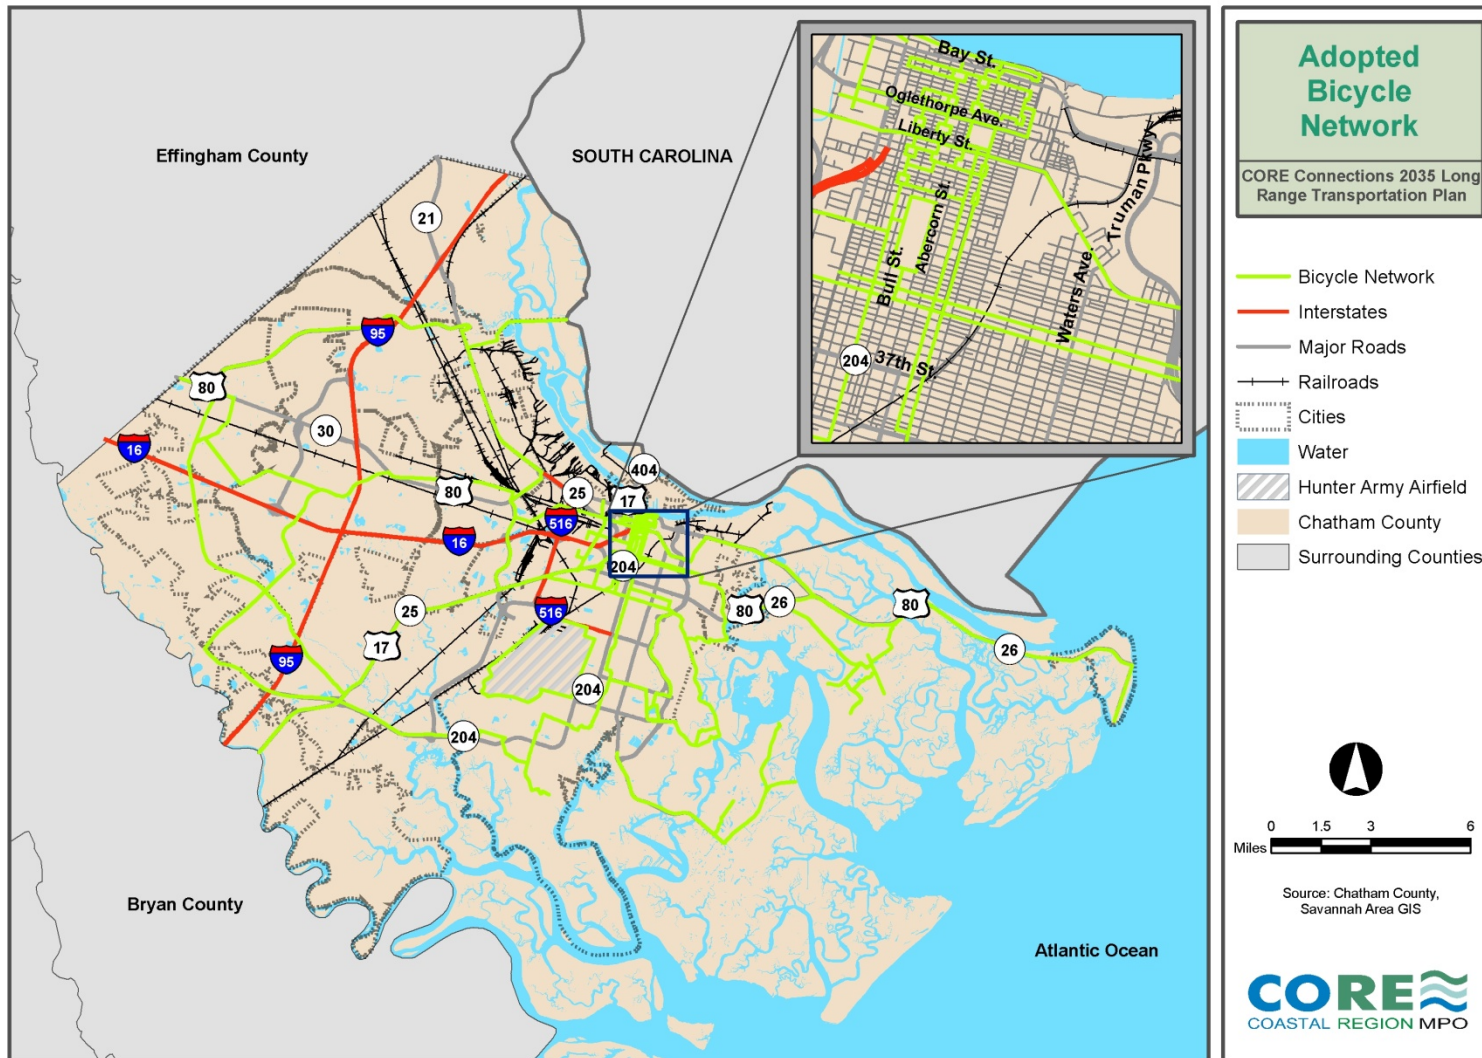 Effingham County
SOUTH CAROLINA
21
95
80
30
16
80
404
25
17
516
16
204
25
516
80
26
80
17
26
95
204
204
Bryan County
Atlantic Ocean
Bay St.
Oglethorpe Ave.
Liberty St.
Truman Pkwy
Abercorn St.
Bull St.
Waters Ave.
204
37th St.
Adopted
Bicycle
Network
CORE Connections 2035 Long
Range Transportation Plan
Bicycle Network
Interstates
Major Roads
Railroads
Cities
Water
Hunter Army Airfield
Chatham County
Surrounding Counties
0 1.5 3 6
Miles
Source: Chatham County,
Savannah Area GIS
CORE
COASTAL REGION MPO